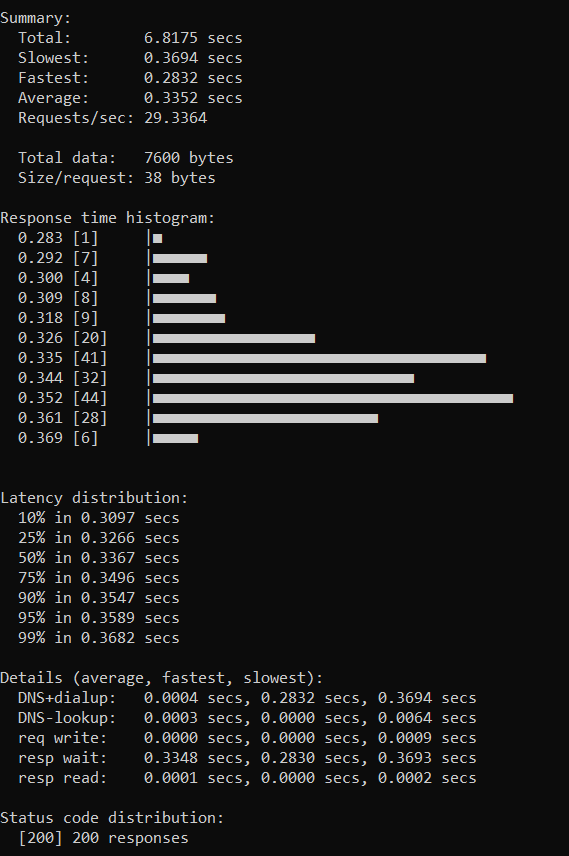 Summary:
  Total:        6.8175 secs
  Slowest:      0.3694 secs
  Fastest:      0.2832 secs
  Average:      0.3352 secs
  Requests/sec: 29.3364

  Total data:   7600 bytes
  Size/request: 38 bytes

Response time histogram:
  0.283 [1]     |■
  0.292 [7]     |■■■■■■
  0.300 [4]     |■■■■
  0.309 [8]     |■■■■■■■
  0.318 [9]     |■■■■■■■■
  0.326 [20]    |■■■■■■■■■■■■■■■■■■
  0.335 [41]    |■■■■■■■■■■■■■■■■■■■■■■■■■■■■■■■■■■■■■
  0.344 [32]    |■■■■■■■■■■■■■■■■■■■■■■■■■■■■■
  0.352 [44]    |■■■■■■■■■■■■■■■■■■■■■■■■■■■■■■■■■■■■■■■■
  0.361 [28]    |■■■■■■■■■■■■■■■■■■■■■■■■■
  0.369 [6]     |■■■■■


Latency distribution:
  10% in 0.3097 secs
  25% in 0.3266 secs
  50% in 0.3367 secs
  75% in 0.3496 secs
  90% in 0.3547 secs
  95% in 0.3589 secs
  99% in 0.3682 secs

Details (average, fastest, slowest):
  DNS+dialup:   0.0004 secs, 0.2832 secs, 0.3694 secs
  DNS-lookup:   0.0003 secs, 0.0000 secs, 0.0064 secs
  req write:    0.0000 secs, 0.0000 secs, 0.0009 secs
  resp wait:    0.3348 secs, 0.2830 secs, 0.3693 secs
  resp read:    0.0001 secs, 0.0000 secs, 0.0002 secs

Status code distribution:
  [200] 200 responses